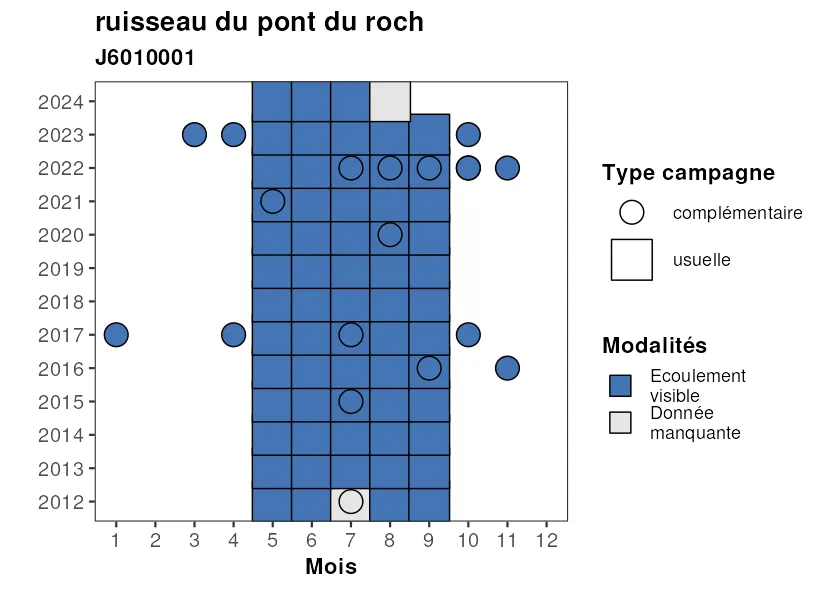 ruisseau du pont du roch
J6010001
2024
2023
2022
2021
2020
2019
2018
2017
2016
2015
2014
2013
2012
1 2 3 4 5 6 7 8 9 10 11 12
Mois
Type campagne
complémentaire
usuelle
Modalités
Ecoulement
visible
Donnée
manquante